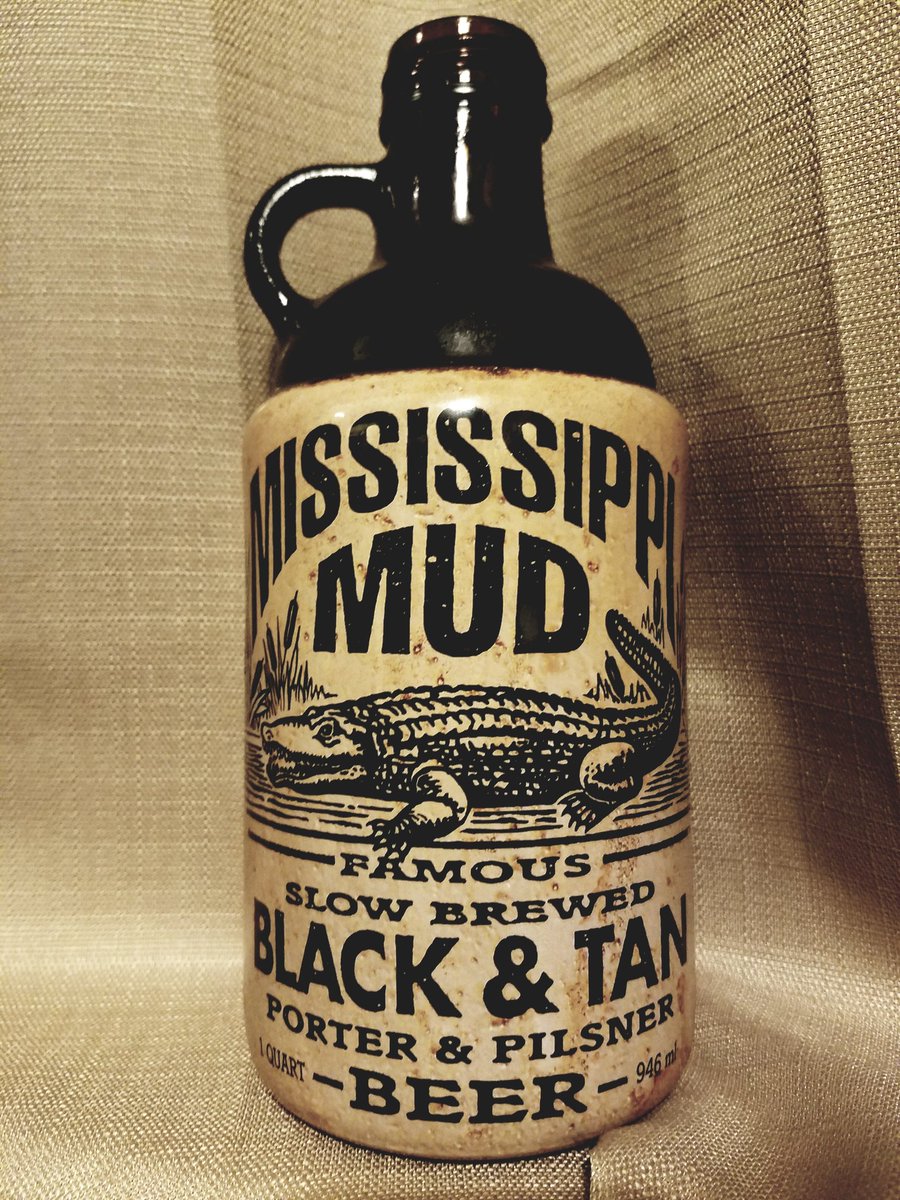 MISSISSIPPI
MUD
FAMOUS
SLOW BREWED
BLACK & TAN
PORTER & PILSNER
1 QUART
BEER
946 ml